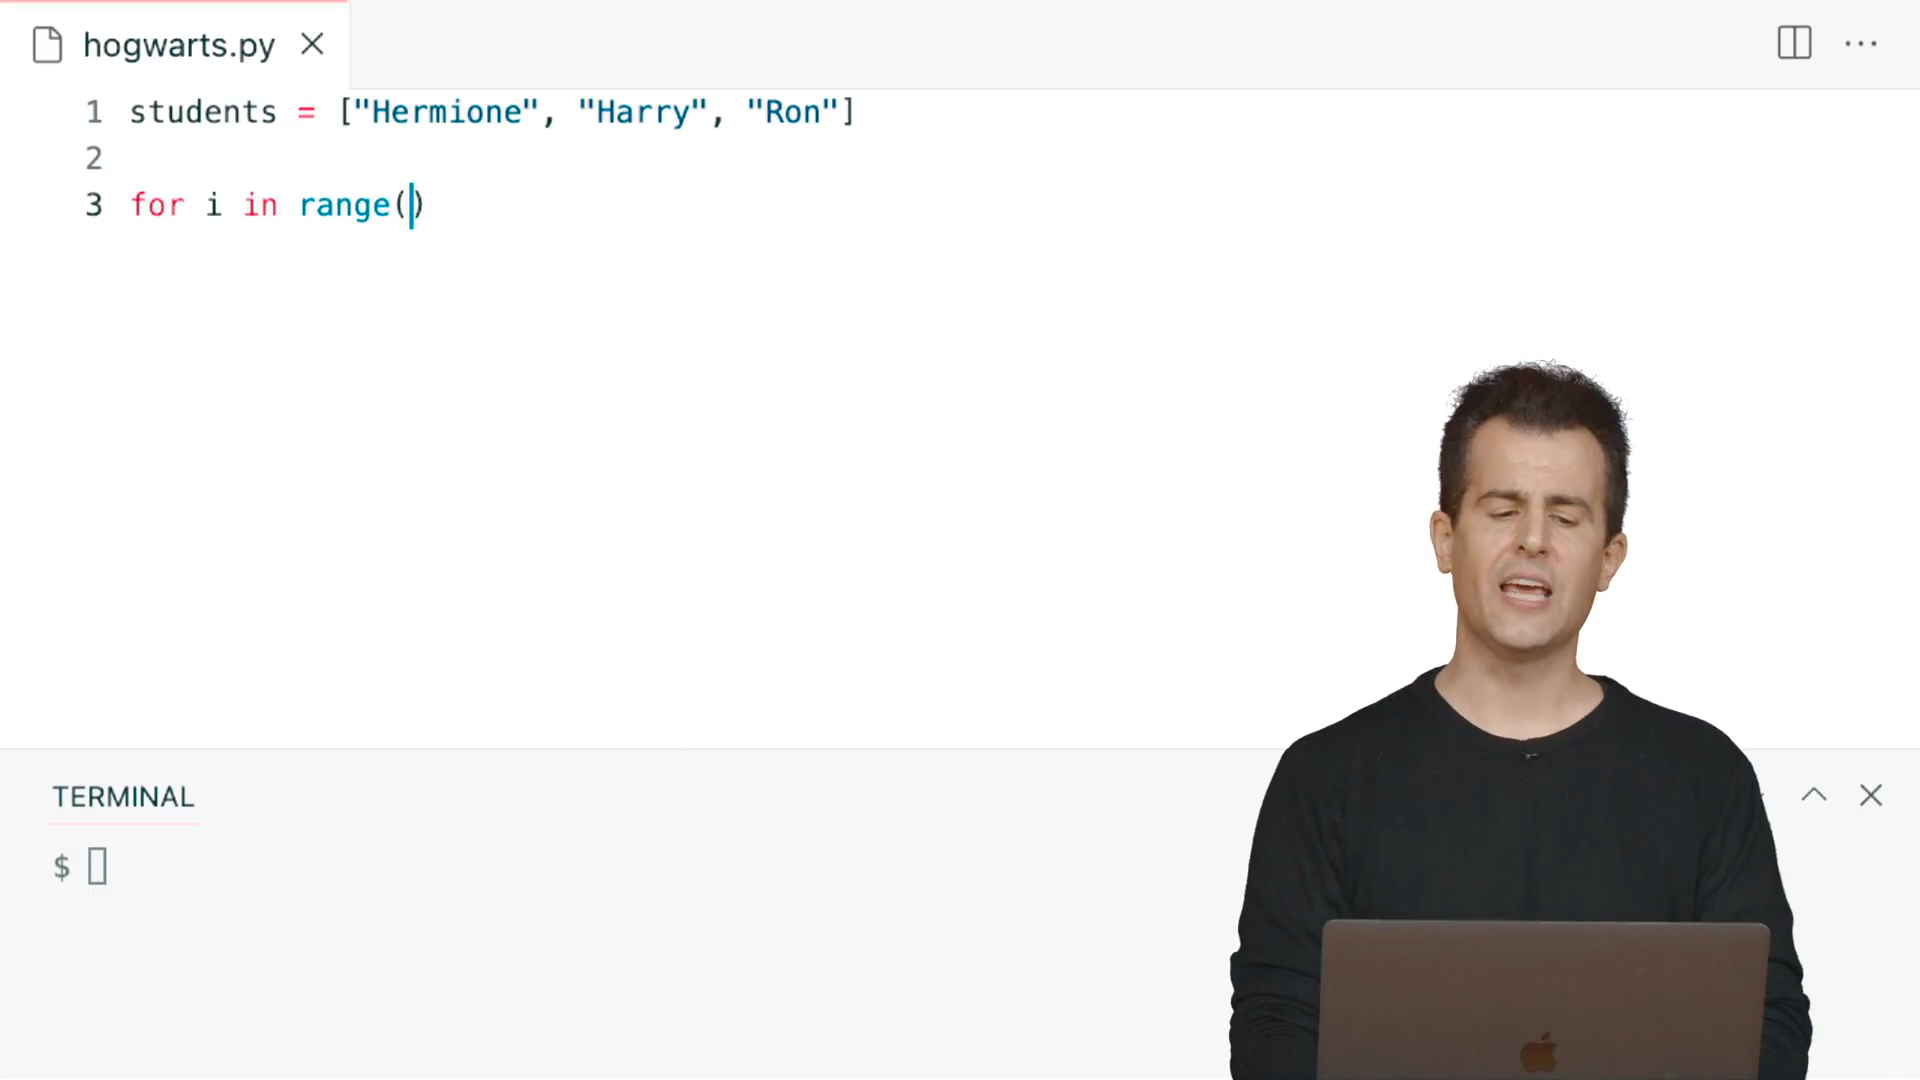 hogwarts.py
1 students = ["Hermione", "Harry", "Ron"]
2
3 for i in range()
TERMINAL
$